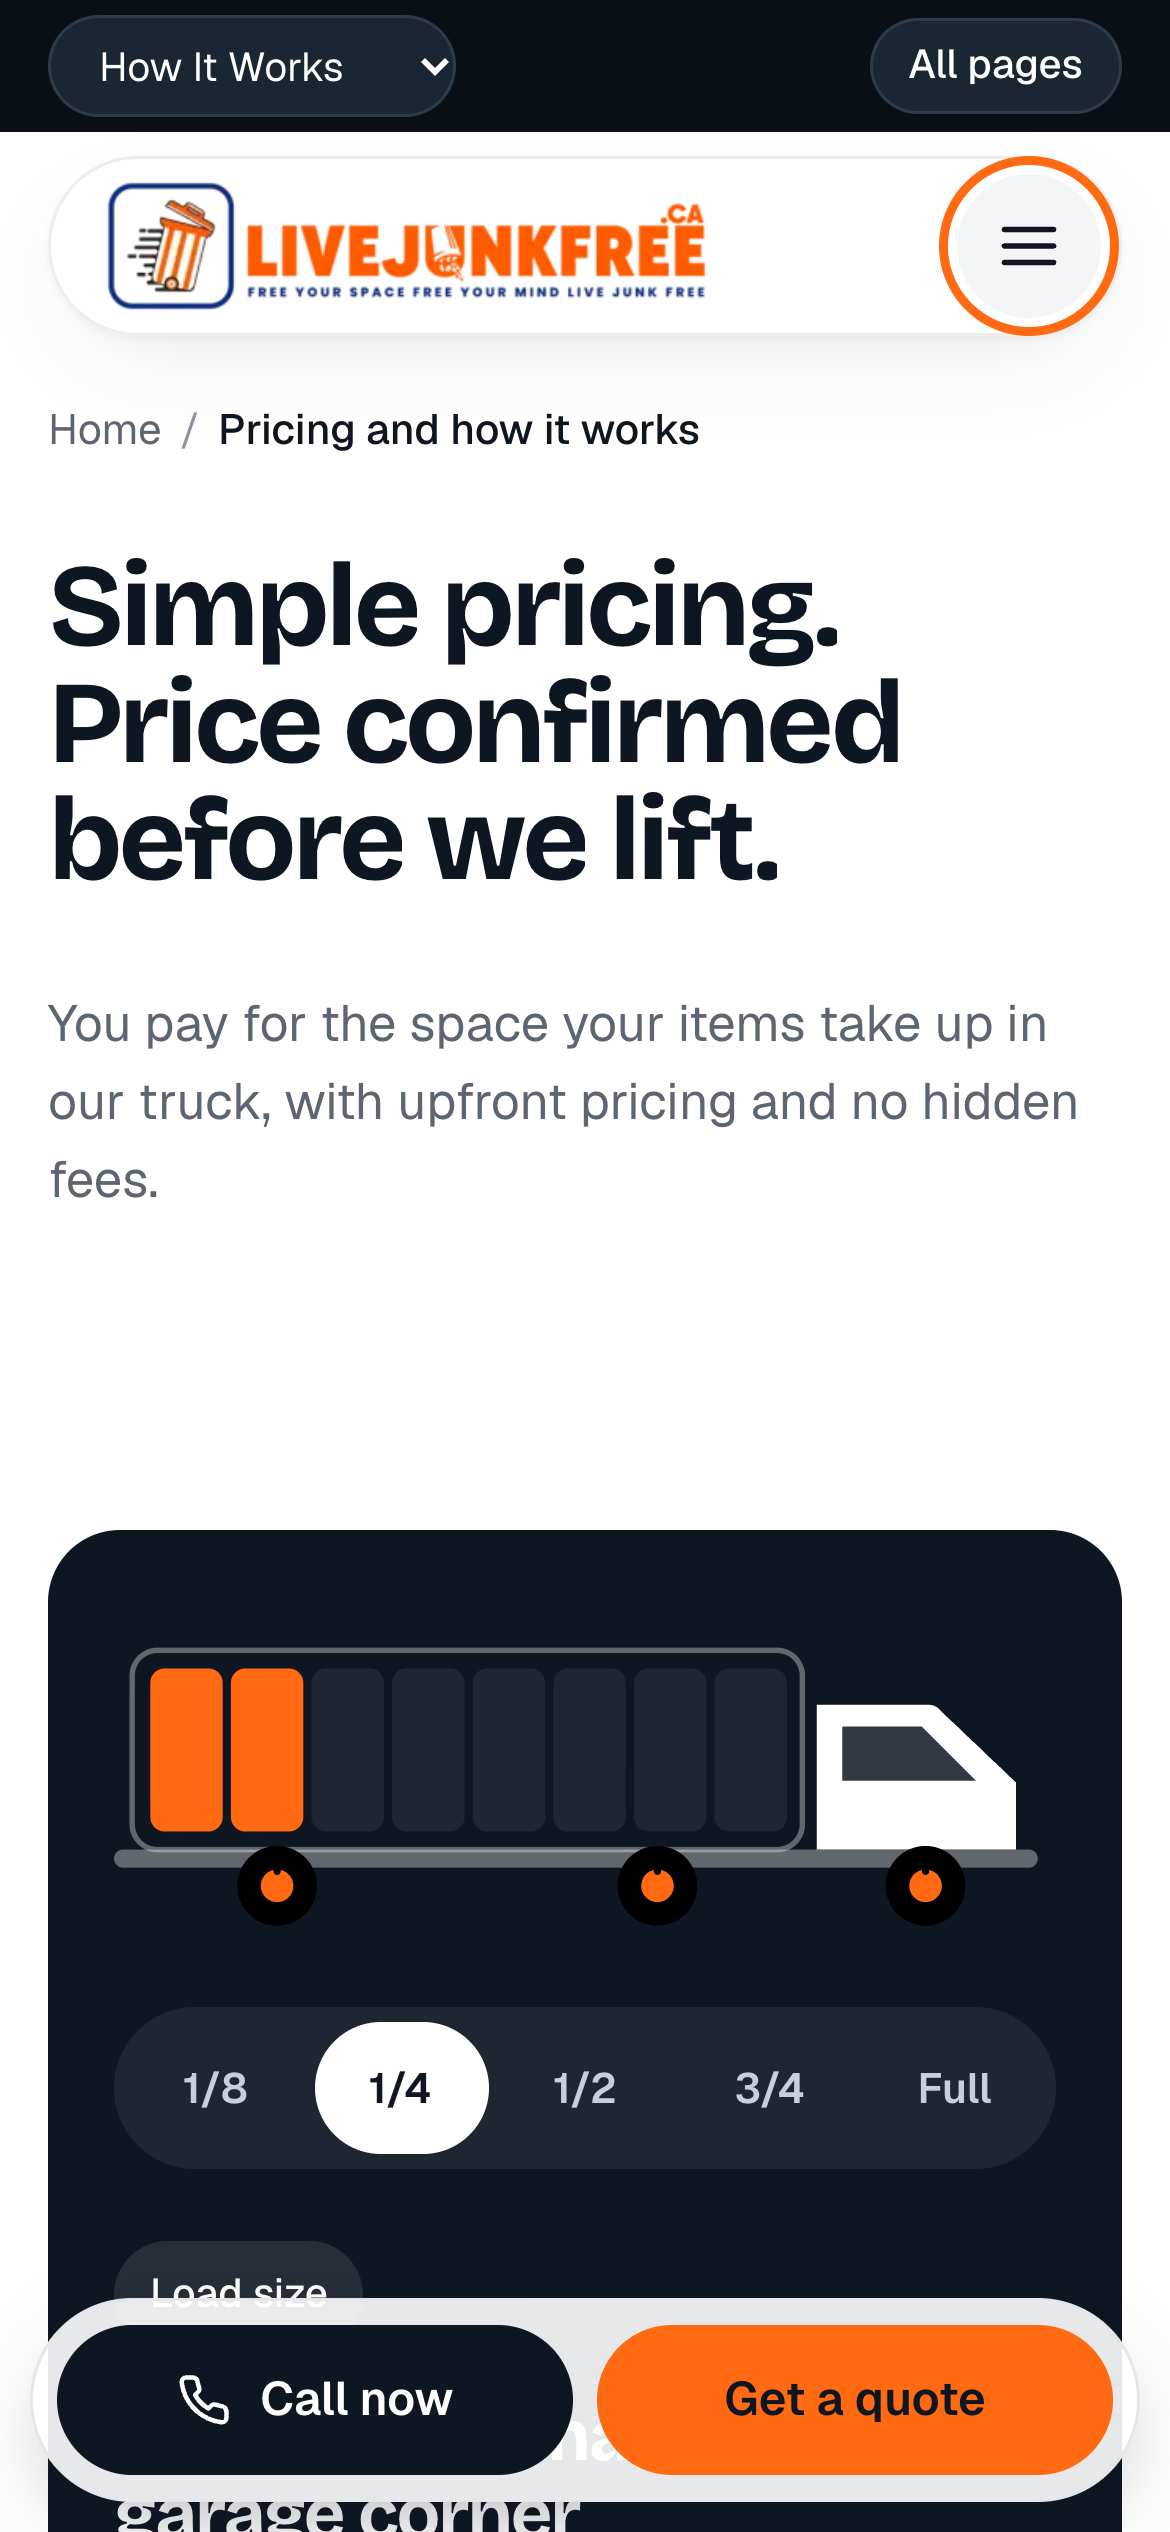 How It Works
All pages
LIVEJUNKFREE
.CA
FREE YOUR SPACE FREE YOUR MIND LIVE JUNK FREE
Home / Pricing and how it works
Simple pricing.
Price confirmed
before we lift.
You pay for the space your items take up in
our truck, with upfront pricing and no hidden
fees.
1/8 1/4 1/2 3/4 Full
Load size
Call now
Get a quote
garage corner